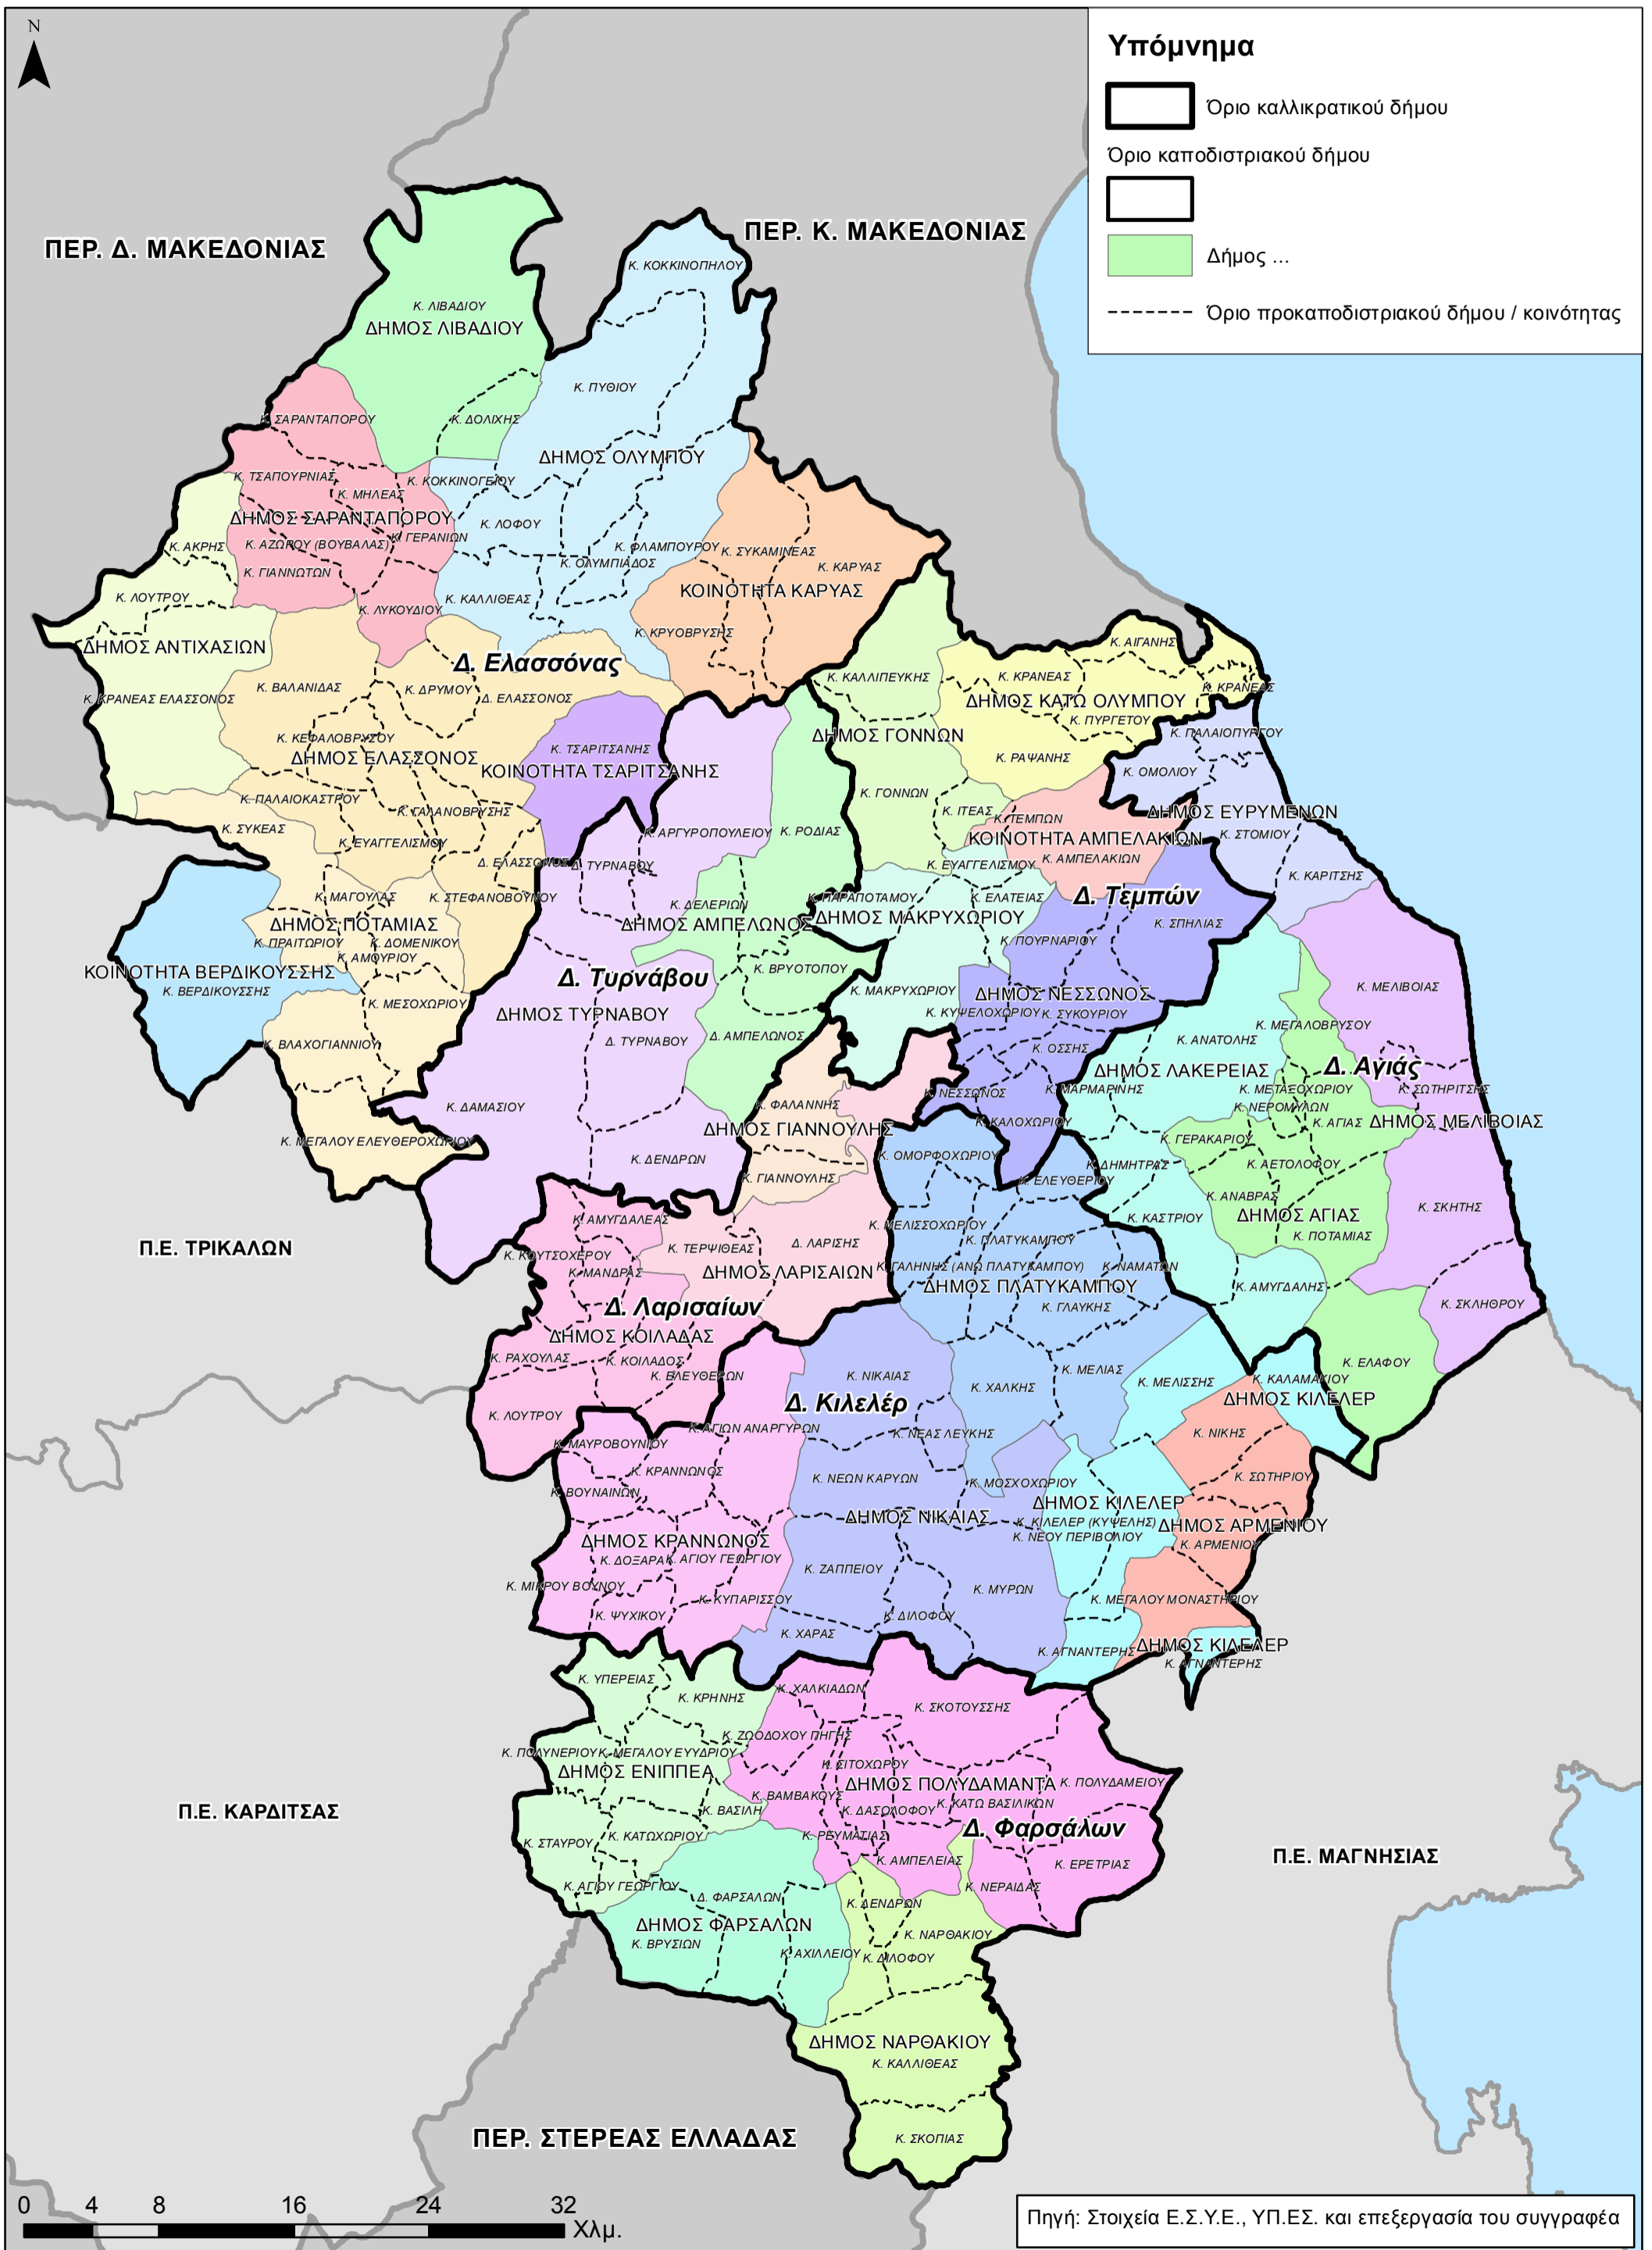 N
Υπόμνημα
Όριο καλλικρατικού δήμου
Όριο καποδιστριακού δήμου
Δήμος ...
Όριο προκαποδιστριακού δήμου / κοινότητας
ΠΕΡ. Δ. ΜΑΚΕΔΟΝΙΑΣ
ΠΕΡ. Κ. ΜΑΚΕΔΟΝΙΑΣ
Κ. ΚΟΚΚΙΝΟΠΗΛΟΥ
Κ. ΛΙΒΑΔΙΟΥ
ΔΗΜΟΣ ΛΙΒΑΔΙΟΥ
Κ. ΠΥΘΙΟΥ
Κ. ΣΑΡΑΝΤΑΠΟΡΟΥ
Κ. ΔΟΛΙΧΗΣ
ΔΗΜΟΣ ΟΛΥΜΠΟΥ
Κ. ΤΣΑΠΟΥΡΝΙΑΣ
Κ. ΚΟΚΚΙΝΟΓΕΙΟΥ
Κ. ΜΗΛΕΑΣ
ΔΗΜΟΣ ΣΑΡΑΝΤΑΠΟΡΟΥ
Κ. ΛΟΦΟΥ
Κ. ΓΕΡΑΝΙΩΝ
Κ. ΑΚΡΗΣ
Κ. ΑΖΩΡΟΥ (ΒΟΥΒΑΛΑΣ)
Κ. ΦΛΑΜΠΟΥΡΟΥ
Κ. ΣΥΚΑΜΙΝΕΑΣ
Κ. ΟΛΥΜΠΙΑΔΟΣ
Κ. ΚΑΡΥΑΣ
Κ. ΓΙΑΝΝΩΤΩΝ
ΚΟΙΝΟΤΗΤΑ ΚΑΡΥΑΣ
Κ. ΛΟΥΤΡΟΥ
Κ. ΚΑΛΛΙΘΕΑΣ
Κ. ΛΥΚΟΥΔΙΟΥ
Κ. ΚΡΥΟΒΡΥΣΗΣ
ΔΗΜΟΣ ΑΝΤΙΧΑΣΙΩΝ
Κ. ΑΙΓΑΝΗΣ
Δ. Ελασσόνας
Κ. ΚΑΛΛΙΠΕΥΚΗΣ
Κ. ΚΡΑΝΕΑΣ
Κ. ΒΑΛΑΝΙΔΑΣ
Κ. ΔΡΥΜΟΥ
Κ. ΚΡΑΝΕΑΣ
Κ. ΚΡΑΝΕΑΣ ΕΛΑΣΣΟΝΟΣ
Δ. ΕΛΑΣΣΟΝΟΣ
ΔΗΜΟΣ ΚΑΤΩ ΟΛΥΜΠΟΥ
Κ. ΠΥΡΓΕΤΟΥ
Κ. ΚΕΦΑΛΟΒΡΥΣΟΥ
ΔΗΜΟΣ ΓΟΝΝΩΝ
Κ. ΠΑΛΑΙΟΠΥΡΓΟΥ
Κ. ΤΣΑΡΙΤΣΑΝΗΣ
ΔΗΜΟΣ ΕΛΑΣΣΟΝΟΣ
Κ. ΡΑΨΑΝΗΣ
ΚΟΙΝΟΤΗΤΑ ΤΣΑΡΙΤΣΑΝΗΣ
Κ. ΟΜΟΛΙΟΥ
Κ. ΓΟΝΝΩΝ
Κ. ΠΑΛΑΙΟΚΑΣΤΡΟΥ
Κ. ΓΑΛΑΝΟΒΡΥΣΗΣ
Κ. ΙΤΕΑΣ
Κ. ΤΕΜΠΩΝ
ΔΗΜΟΣ ΕΥΡΥΜΕΝΩΝ
Κ. ΣΥΚΕΑΣ
Κ. ΑΡΓΥΡΟΠΟΥΛΕΙΟΥ
Κ. ΡΟΔΙΑΣ
ΚΟΙΝΟΤΗΤΑ ΑΜΠΕΛΑΚΙΩΝ
Κ. ΣΤΟΜΙΟΥ
Κ. ΕΥΑΓΓΕΛΙΣΜΟΥ
Κ. ΑΜΠΕΛΑΚΙΩΝ
Δ. ΕΛΑΣΣΟΝΟΣ
Δ. ΤΥΡΝΑΒΟΥ
Κ. ΕΥΑΓΓΕΛΙΣΜΟΥ
Κ. ΚΑΡΙΤΣΗΣ
Κ. ΜΑΓΟΥΛΑΣ
Κ. ΣΤΕΦΑΝΟΒΟΥΝΟΥ
Κ. ΔΕΛΕΡΙΩΝ
Κ. ΠΑΡΑΠΟΤΑΜΟΥ
Κ. ΕΛΑΤΕΙΑΣ
Δ. Τεμπών
ΔΗΜΟΣ ΠΟΤΑΜΙΑΣ
ΔΗΜΟΣ ΑΜΠΕΛΩΝΟΣ
ΔΗΜΟΣ ΜΑΚΡΥΧΩΡΙΟΥ
Κ. ΣΠΗΛΙΑΣ
Κ. ΠΡΑΙΤΩΡΙΟΥ
Κ. ΔΟΜΕΝΙΚΟΥ
Κ. ΠΟΥΡΝΑΡΙΟΥ
Κ. ΑΜΟΥΡΙΟΥ
ΚΟΙΝΟΤΗΤΑ ΒΕΡΔΙΚΟΥΣΣΗΣ
Κ. ΒΡΥΟΤΟΠΟΥ
Δ. Τυρνάβου
Κ. ΒΕΡΔΙΚΟΥΣΣΗΣ
Κ. ΜΑΚΡΥΧΩΡΙΟΥ
ΔΗΜΟΣ ΝΕΣΣΩΝΟΣ
Κ. ΜΕΛΙΒΟΙΑΣ
Κ. ΜΕΣΟΧΩΡΙΟΥ
ΔΗΜΟΣ ΤΥΡΝΑΒΟΥ
Κ. ΚΥΨΕΛΟΧΩΡΙΟΥ
Κ. ΣΥΚΟΥΡΙΟΥ
Κ. ΜΕΓΑΛΟΒΡΥΣΟΥ
Κ. ΒΛΑΧΟΓΙΑΝΝΙΟΥ
Δ. ΤΥΡΝΑΒΟΥ
Δ. ΑΜΠΕΛΩΝΟΣ
Κ. ΑΝΑΤΟΛΗΣ
Κ. ΟΣΣΗΣ
ΔΗΜΟΣ ΛΑΚΕΡΕΙΑΣ
Δ. Αγιάς
Κ. ΝΕΣΣΩΝΟΣ
Κ. ΜΑΡΜΑΡΙΝΗΣ
Κ. ΜΕΤΑΞΟΧΩΡΙΟΥ
Κ. ΣΩΤΗΡΙΤΣΗΣ
Κ. ΔΑΜΑΣΙΟΥ
Κ. ΦΑΛΑΝΝΗΣ
Κ. ΝΕΡΟΜΥΛΩΝ
Κ. ΚΑΛΟΧΩΡΙΟΥ
Κ. ΑΓΙΑΣ
ΔΗΜΟΣ ΜΕΛΙΒΟΙΑΣ
ΔΗΜΟΣ ΓΙΑΝΝΟΥΛΗΣ
Κ. ΜΕΓΑΛΟΥ ΕΛΕΥΘΕΡΟΧΩΡΙΟΥ
Κ. ΓΕΡΑΚΑΡΙΟΥ
Κ. ΔΕΝΔΡΩΝ
Κ. ΟΜΟΡΦΟΧΩΡΙΟΥ
Κ. ΔΗΜΗΤΡΑΣ
Κ. ΑΕΤΟΛΟΦΟΥ
Κ. ΓΙΑΝΝΟΥΛΗΣ
Κ. ΕΛΕΥΘΕΡΙΟΥ
Κ. ΑΝΑΒΡΑΣ
Κ. ΣΚΗΤΗΣ
Κ. ΑΜΥΓΔΑΛΕΑΣ
Κ. ΜΕΛΙΣΣΟΧΩΡΙΟΥ
Κ. ΚΑΣΤΡΙΟΥ
ΔΗΜΟΣ ΑΓΙΑΣ
Κ. ΠΟΤΑΜΙΑΣ
Π.Ε. ΤΡΙΚΑΛΩΝ
Κ. ΚΟΥΤΣΟΧΕΡΟΥ
Κ. ΤΕΡΨΙΘΕΑΣ
Δ. ΛΑΡΙΣΗΣ
Κ. ΠΛΑΤΥΚΑΜΠΟΥ
Κ. ΜΑΝΔΡΑΣ
ΔΗΜΟΣ ΛΑΡΙΣΑΙΩΝ
Κ. ΓΑΛΗΝΗΣ (ΑΝΩ ΠΛΑΤΥΚΑΜΠΟΥ)
Κ. ΝΑΜΑΤΩΝ
ΔΗΜΟΣ ΠΛΑΤΥΚΑΜΠΟΥ
Κ. ΑΜΥΓΔΑΛΗΣ
Δ. Λαρισαίων
Κ. ΓΛΑΥΚΗΣ
Κ. ΣΚΛΗΘΡΟΥ
ΔΗΜΟΣ ΚΟΙΛΑΔΑΣ
Κ. ΡΑΧΟΥΛΑΣ
Κ. ΚΟΙΛΑΔΟΣ
Κ. ΕΛΕΥΘΕΡΩΝ
Κ. ΝΙΚΑΙΑΣ
Κ. ΜΕΛΙΑΣ
Κ. ΕΛΑΦΟΥ
Κ. ΧΑΛΚΗΣ
Κ. ΜΕΛΙΣΣΗΣ
Κ. ΚΑΛΑΜΑΚΙΟΥ
Δ. Κιλελέρ
ΔΗΜΟΣ ΚΙΛΕΛΕΡ
Κ. ΛΟΥΤΡΟΥ
Κ. ΑΓΙΩΝ ΑΝΑΡΓΥΡΩΝ
Κ. ΝΕΑΣ ΛΕΥΚΗΣ
Κ. ΝΙΚΗΣ
Κ. ΜΑΥΡΟΒΟΥΝΙΟΥ
Κ. ΚΡΑΝΝΩΝΟΣ
Κ. ΝΕΩΝ ΚΑΡΥΩΝ
Κ. ΜΟΣΧΟΧΩΡΙΟΥ
Κ. ΣΩΤΗΡΙΟΥ
Κ. ΒΟΥΝΑΙΝΩΝ
ΔΗΜΟΣ ΚΙΛΕΛΕΡ
ΔΗΜΟΣ ΝΙΚΑΙΑΣ
Κ. ΚΙΛΕΛΕΡ (ΚΥΨΕΛΗΣ)
ΔΗΜΟΣ ΑΡΜΕΝΙΟΥ
ΔΗΜΟΣ ΚΡΑΝΝΩΝΟΣ
Κ. ΝΕΟΥ ΠΕΡΙΒΟΛΙΟΥ
Κ. ΑΡΜΕΝΙΟΥ
Κ. ΔΟΞΑΡΑ
Κ. ΑΓΙΟΥ ΓΕΩΡΓΙΟΥ
Κ. ΖΑΠΠΕΙΟΥ
Κ. ΜΙΚΡΟΥ ΒΟΥΝΟΥ
Κ. ΜΥΡΩΝ
Κ. ΚΥΠΑΡΙΣΣΟΥ
Κ. ΜΕΓΑΛΟΥ ΜΟΝΑΣΤΗΡΙΟΥ
Κ. ΨΥΧΙΚΟΥ
Κ. ΔΙΛΟΦΟΥ
Κ. ΧΑΡΑΣ
Κ. ΑΓΝΑΝΤΕΡΗΣ
ΔΗΜΟΣ ΚΙΛΕΛΕΡ
Κ. ΑΓΝΑΝΤΕΡΗΣ
Κ. ΥΠΕΡΕΙΑΣ
Κ. ΚΡΗΝΗΣ
Κ. ΧΑΛΚΙΑΔΩΝ
Κ. ΣΚΟΤΟΥΣΣΗΣ
Κ. ΖΩΟΔΟΧΟΥ ΠΗΓΗΣ
Κ. ΠΟΛΥΝΕΡΙΟΥ
Κ. ΜΕΓΑΛΟΥ ΕΥΥΔΡΙΟΥ
Κ. ΣΙΤΟΧΩΡΟΥ
ΔΗΜΟΣ ΕΝΙΠΠΕΑ
ΔΗΜΟΣ ΠΟΛΥΔΑΜΑΝΤΑ
Κ. ΠΟΛΥΔΑΜΕΙΟΥ
Κ. ΒΑΜΒΑΚΟΥΣ
Κ. ΚΑΤΩ ΒΑΣΙΛΙΚΩΝ
Π.Ε. ΚΑΡΔΙΤΣΑΣ
Κ. ΒΑΣΙΛΗ
Κ. ΔΑΣΟΛΟΦΟΥ
Δ. Φαρσάλων
Κ. ΣΤΑΥΡΟΥ
Κ. ΚΑΤΩΧΩΡΙΟΥ
Κ. ΡΕΥΜΑΤΙΑΣ
Κ. ΑΜΠΕΛΕΙΑΣ
Κ. ΕΡΕΤΡΙΑΣ
Π.Ε. ΜΑΓΝΗΣΙΑΣ
Κ. ΑΓΙΟΥ ΓΕΩΡΓΙΟΥ
Κ. ΝΕΡΑΙΔΑΣ
Δ. ΦΑΡΣΑΛΩΝ
Κ. ΔΕΝΔΡΩΝ
ΔΗΜΟΣ ΦΑΡΣΑΛΩΝ
Κ. ΝΑΡΘΑΚΙΟΥ
Κ. ΒΡΥΣΙΩΝ
Κ. ΑΧΙΛΛΕΙΟΥ
Κ. ΔΙΛΟΦΟΥ
ΔΗΜΟΣ ΝΑΡΘΑΚΙΟΥ
Κ. ΚΑΛΛΙΘΕΑΣ
ΠΕΡ. ΣΤΕΡΕΑΣ ΕΛΛΑΔΑΣ
Κ. ΣΚΟΠΙΑΣ
0 4 8 16 24 32
Χλμ.
Πηγή: Στοιχεία Ε.Σ.Υ.Ε., ΥΠ.ΕΣ. και επεξεργασία του συγγραφέα